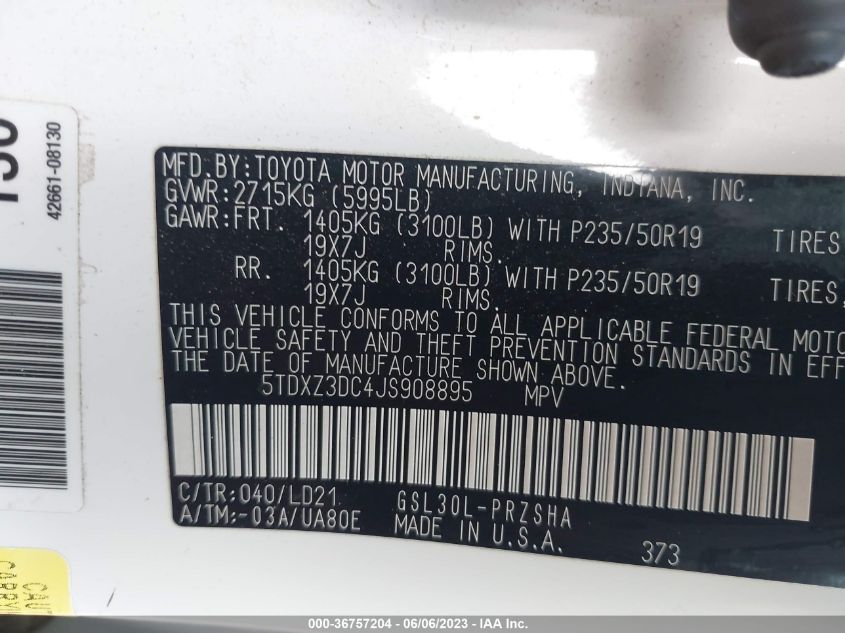 MFD.BY:TOYOTA MOTOR MANUFACTURING, INDIANA, INC.
GVWR:2715KG (5995LB)
GAWR:FRT. 1405KG (3100LB) WITH P235/50R19 TIRES
19X7J RIMS.
RR. 1405KG (3100LB) WITH P235/50R19 TIRES,
19X7J RIMS.
THIS VEHICLE CONFORMS TO ALL APPLICABLE FEDERAL MOTO
VEHICLE SAFETY AND THEFT PREVENTION STANDARDS IN EFF
THE DATE OF MANUFACTURE SHOWN ABOVE.
5TDXZ3DC4JS908895 MPV
C/TR:040/LD21 GSL30L-PRZSHA
A/TM:-03A/UA80E MADE IN U.S.A. 373
42661-08130
CAU
CARRY
000-36757204 - 06/06/2023 - IAA Inc.